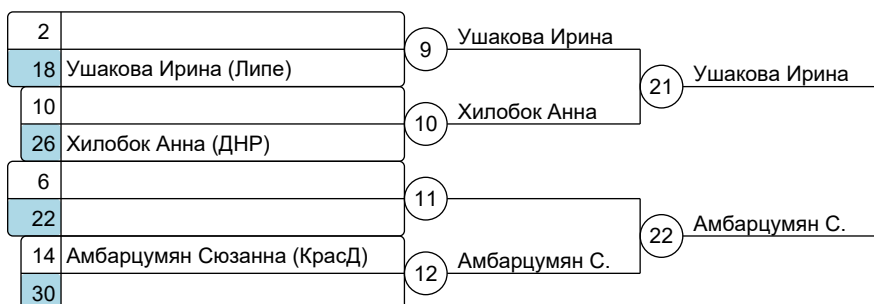 2
9 Ушакова Ирина
18 Ушакова Ирина (Липе)
21 Ушакова Ирина
10
10 Хилобок Анна
26 Хилобок Анна (ДНР)
6
11
22
22 Амбарцумян С.
14 Амбарцумян Сюзанна (КрасД)
12 Амбарцумян С.
30